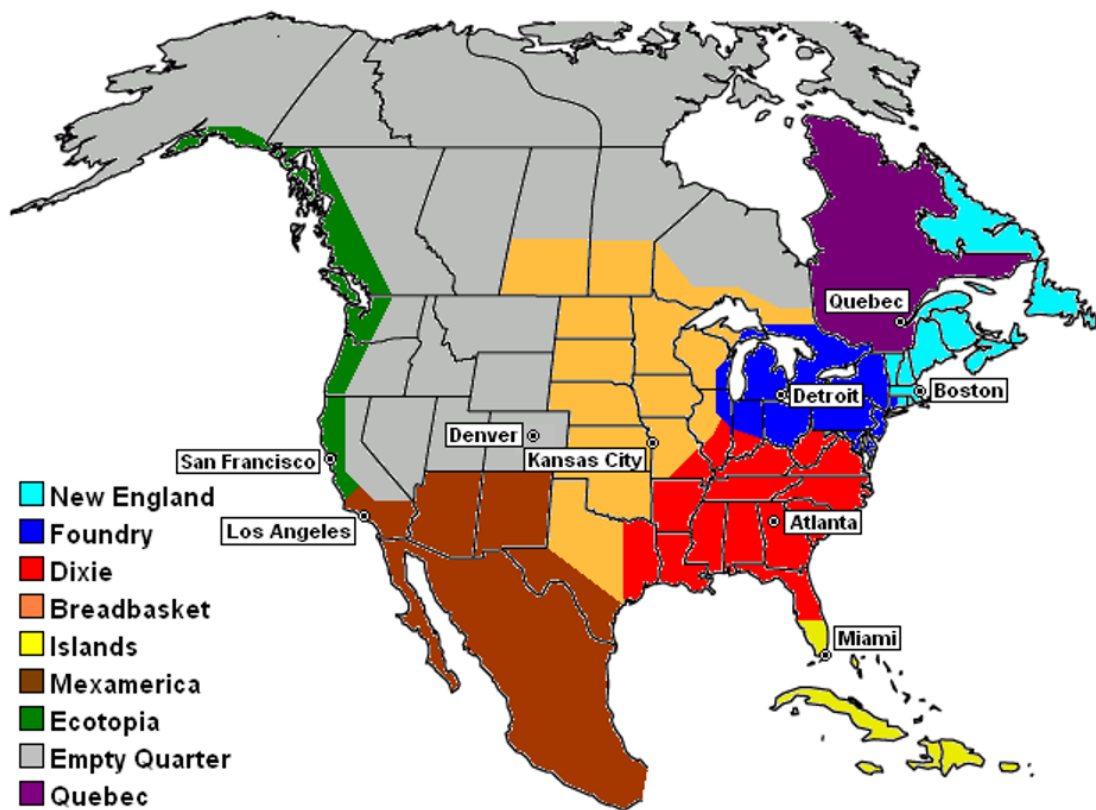 Quebec
Boston
Detroit
Denver
Kansas City
San Francisco
Los Angeles
Atlanta
Miami
New England
Foundry
Dixie
Breadbasket
Islands
Mexamerica
Ecotopia
Empty Quarter
Quebec